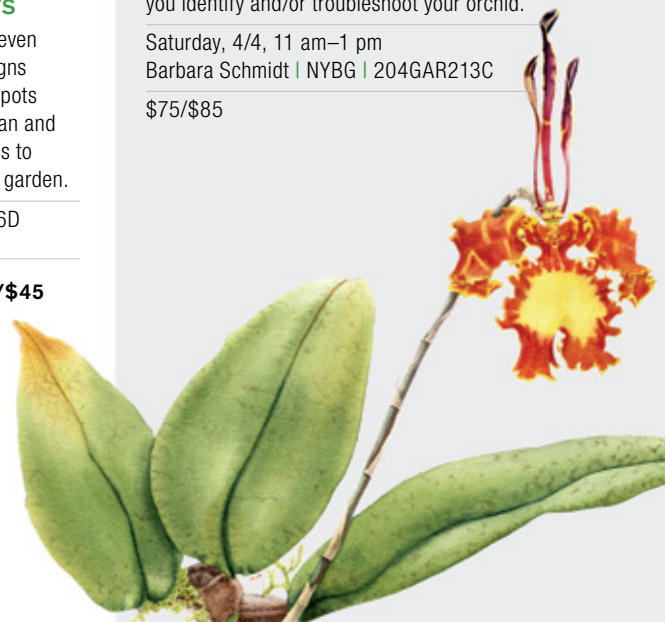 even
gns
pots
an and
s to
garden.
6D
/$45
you identify and/or troubleshoot your orchid.
Saturday, 4/4, 11 am–1 pm
Barbara Schmidt | NYBG | 204GAR213C
$75/$85